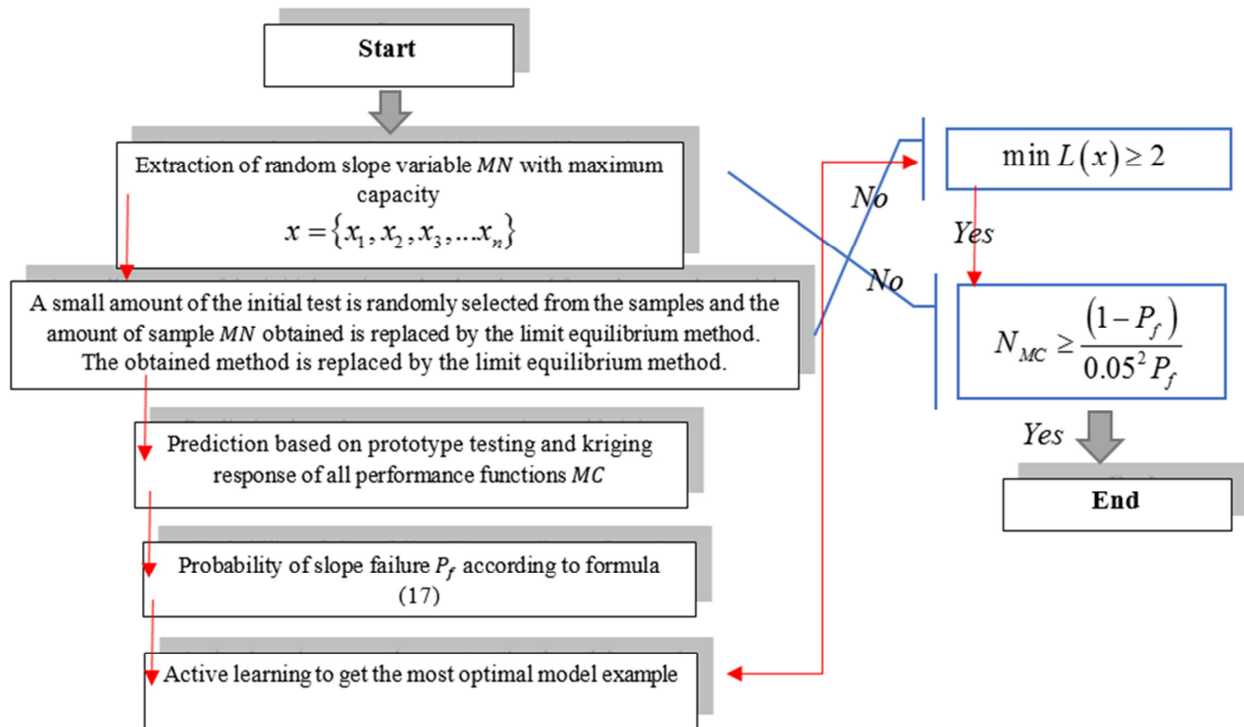 Start
Extraction of random slope variable MN with maximum
capacity
x = {x₁, x₂, x₃, ...xₙ}
A small amount of the initial test is randomly selected from the samples and the
amount of sample MN obtained is replaced by the limit equilibrium method.
The obtained method is replaced by the limit equilibrium method.
Prediction based on prototype testing and kriging
response of all performance functions MC
Probability of slope failure P_f according to formula
(17)
Active learning to get the most optimal model example
min L(x) ≥ 2
No
Yes
No
N_MC ≥ (1 − P_f) / 0.05² P_f
Yes
End